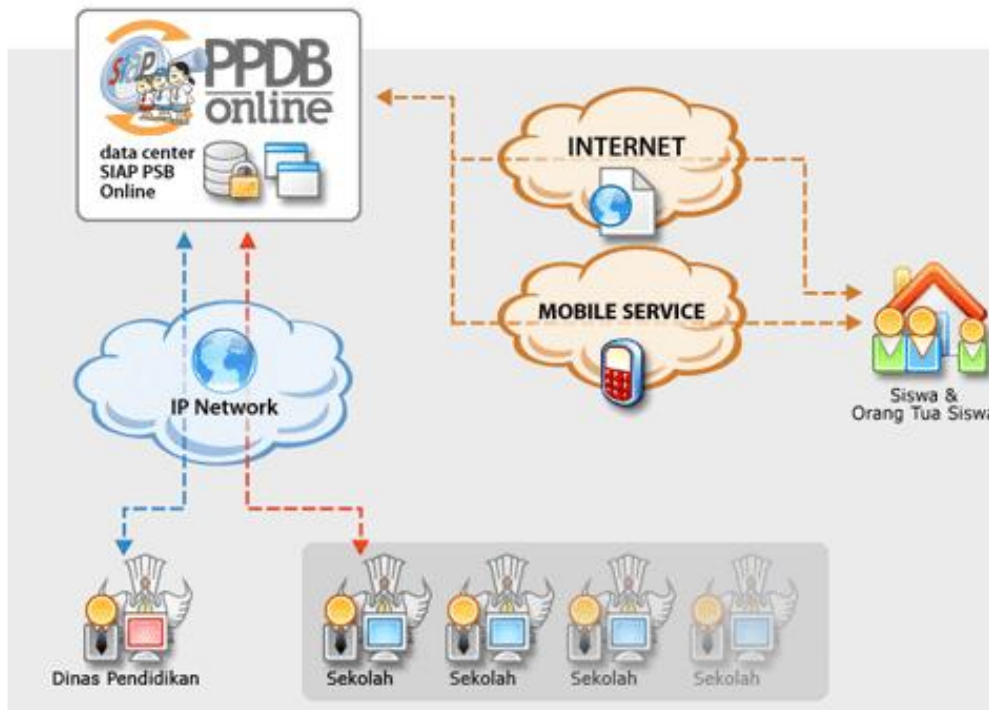 siap
PPDB
online
data center
SIAP PSB
Online
INTERNET
MOBILE SERVICE
IP Network
Siswa &
Orang Tua Siswa
Dinas Pendidikan
Sekolah
Sekolah
Sekolah
Sekolah